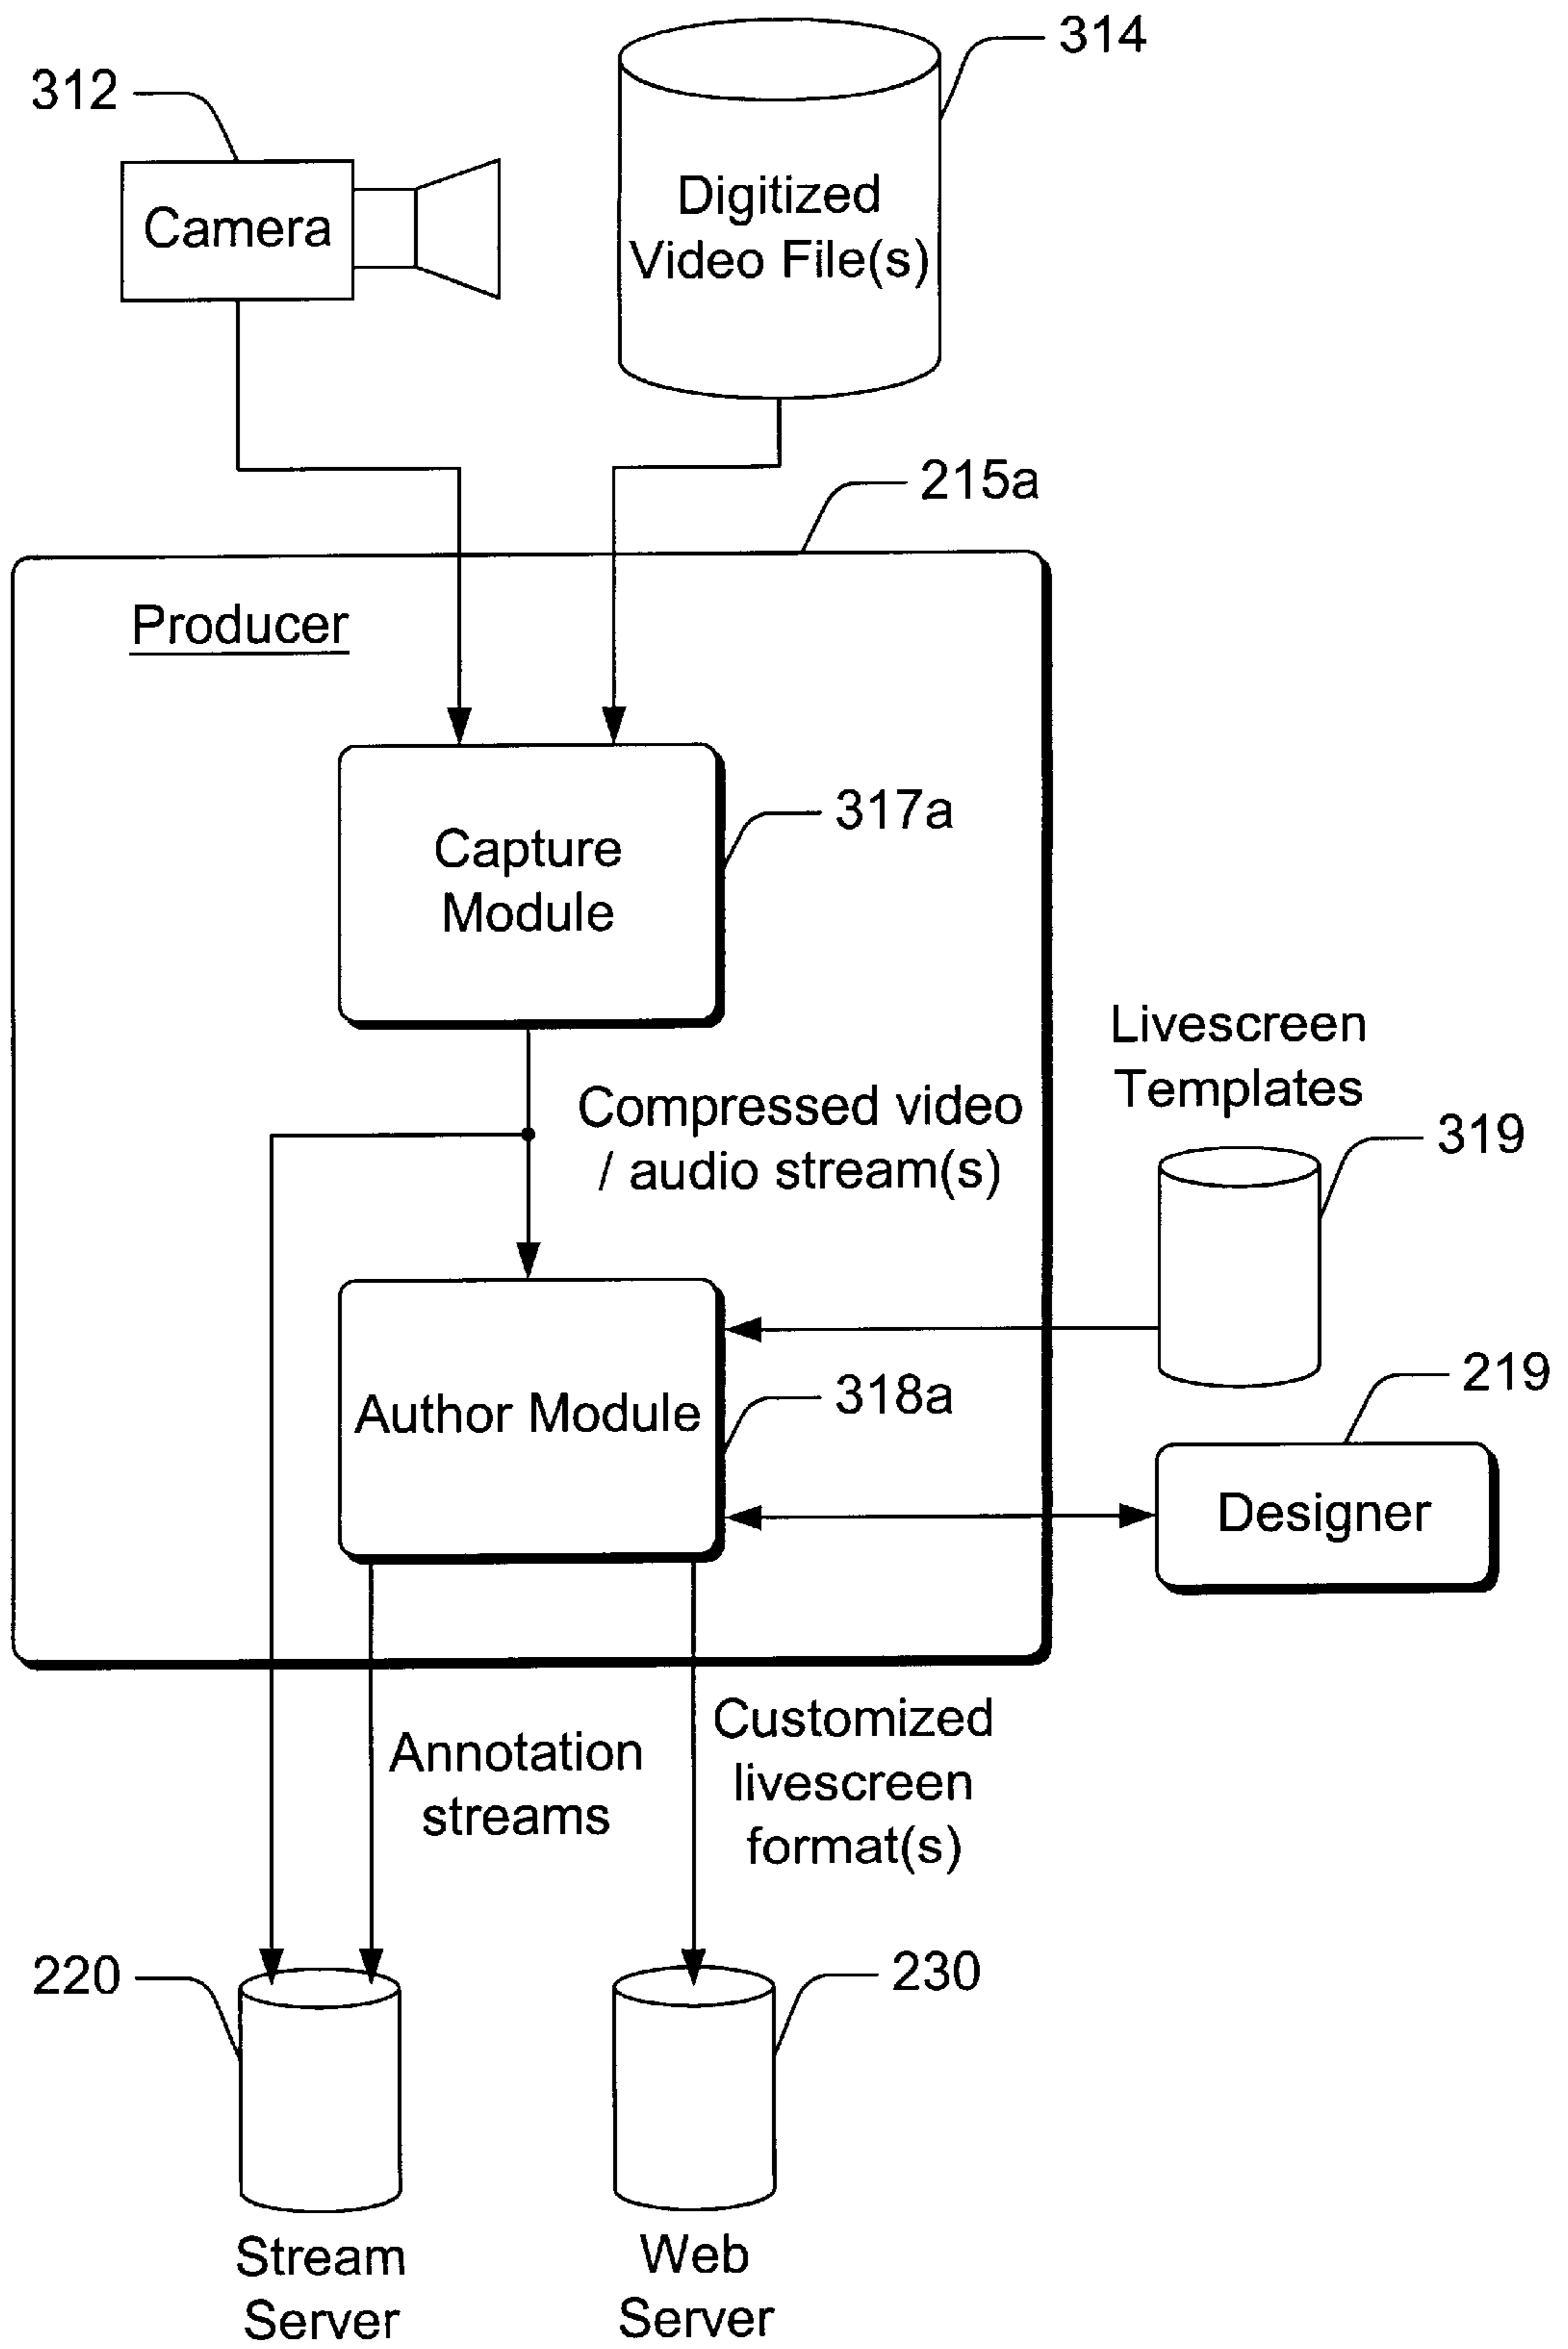 314
312
Camera
Digitized
Video File(s)
215a
Producer
317a
Capture
Module
Livescreen
Templates
Compressed video
/ audio stream(s)
319
219
318a
Author Module
Designer
Customized
livescreen
format(s)
Annotation
streams
220
230
Stream
Server
Web
Server